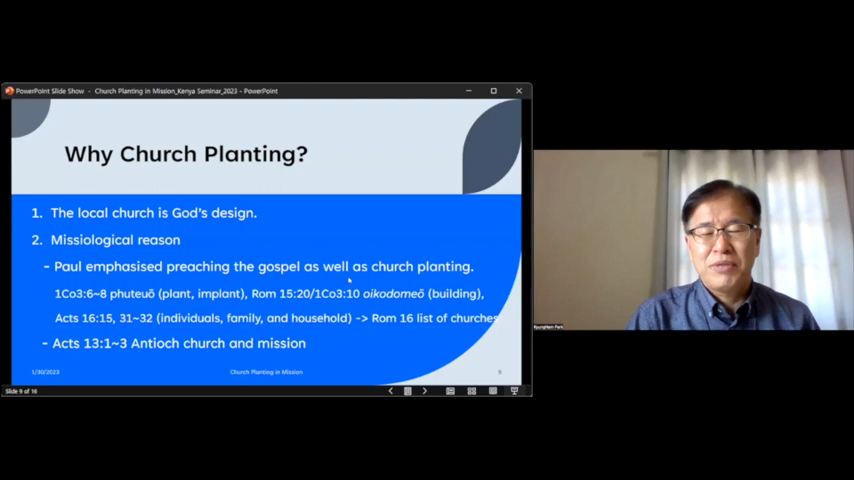 PowerPoint Slide Show - Church Planting in Mission_Kenya Seminar_2023 - PowerPoint
Why Church Planting?
1. The local church is God's design.
2. Missiological reason
- Paul emphasised preaching the gospel as well as church planting.
1Co3:6~8 phuteuō (plant, implant), Rom 15:20/1Co3:10 oikodomeō (building),
Acts 16:15, 31~32 (individuals, family, and household) -> Rom 16 list of churches
- Acts 13:1~3 Antioch church and mission
1/30/2023 Church Planting in Mission 9
Slide 9 of 16
KyungNam Park